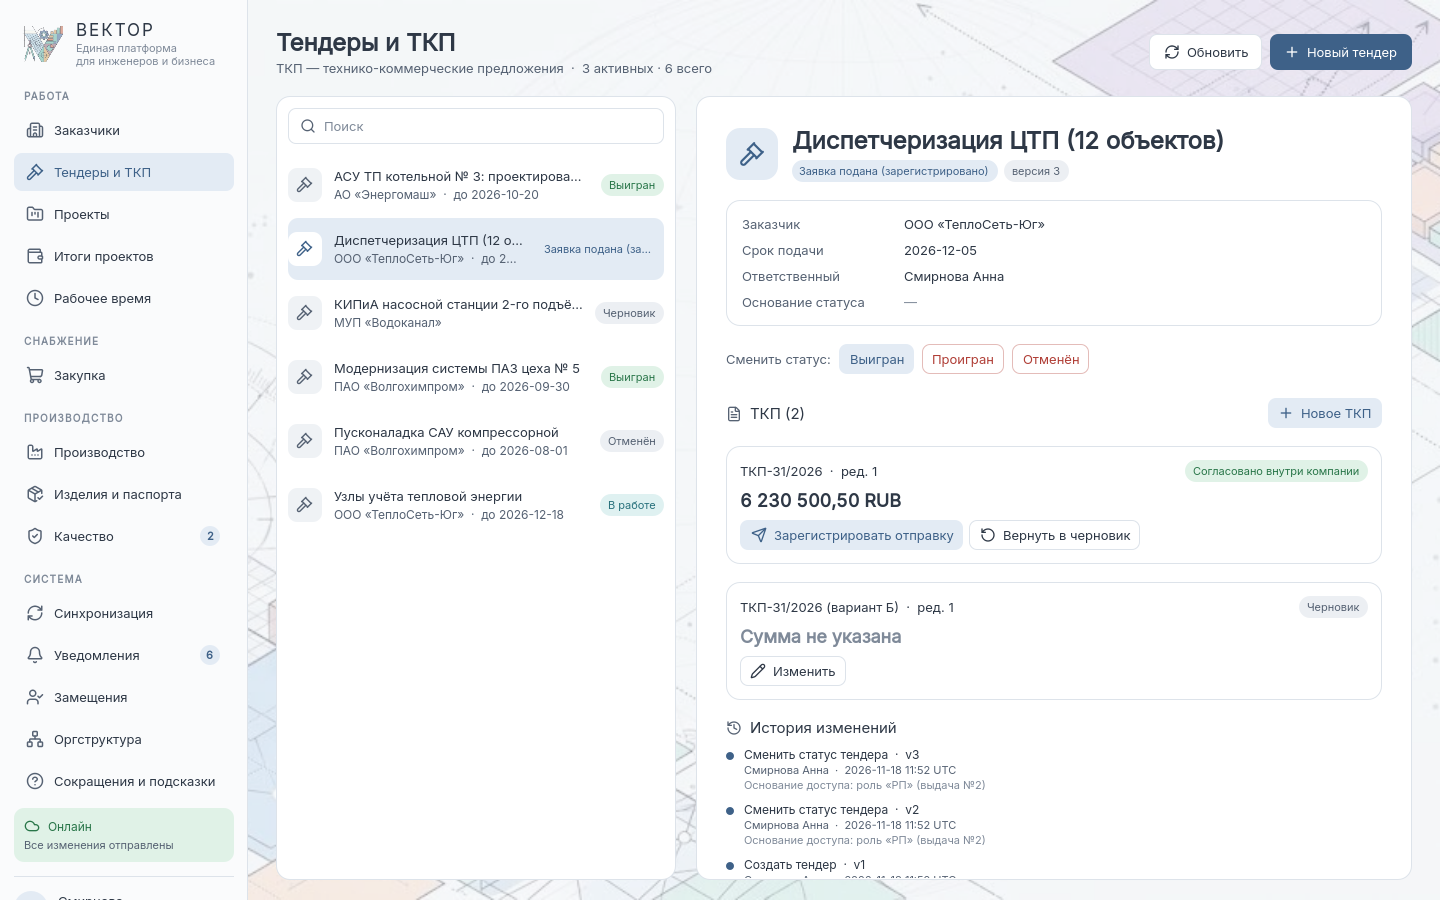 ВЕКТОР
Единая платформа
для инженеров и бизнеса
РАБОТА
Заказчики
Тендеры и ТКП
Проекты
Итоги проектов
Рабочее время
СНАБЖЕНИЕ
Закупка
ПРОИЗВОДСТВО
Производство
Изделия и паспорта
Качество 2
СИСТЕМА
Синхронизация
Уведомления 6
Замещения
Оргструктура
Сокращения и подсказки
Онлайн
Все изменения отправлены
Тендеры и ТКП
ТКП — технико-коммерческие предложения · 3 активных · 6 всего
Обновить
Новый тендер
Поиск
АСУ ТП котельной № 3: проектирова...
АО «Энергомаш» · до 2026-10-20
Выигран
Диспетчеризация ЦТП (12 о...
ООО «ТеплоСеть-Юг» · до 2...
Заявка подана (за...
КИПиА насосной станции 2-го подъё...
МУП «Водоканал»
Черновик
Модернизация системы ПАЗ цеха № 5
ПАО «Волгохимпром» · до 2026-09-30
Выигран
Пусконаладка САУ компрессорной
ПАО «Волгохимпром» · до 2026-08-01
Отменён
Узлы учёта тепловой энергии
ООО «ТеплоСеть-Юг» · до 2026-12-18
В работе
Диспетчеризация ЦТП (12 объектов)
Заявка подана (зарегистрировано) версия 3
Заказчик ООО «ТеплоСеть-Юг»
Срок подачи 2026-12-05
Ответственный Смирнова Анна
Основание статуса —
Сменить статус: Выигран Проигран Отменён
ТКП (2)
Новое ТКП
ТКП-31/2026 · ред. 1
Согласовано внутри компании
6 230 500,50 RUB
Зарегистрировать отправку Вернуть в черновик
ТКП-31/2026 (вариант Б) · ред. 1
Черновик
Сумма не указана
Изменить
История изменений
Сменить статус тендера · v3
Смирнова Анна · 2026-11-18 11:52 UTC
Основание доступа: роль «РП» (выдача №2)
Сменить статус тендера · v2
Смирнова Анна · 2026-11-18 11:52 UTC
Основание доступа: роль «РП» (выдача №2)
Создать тендер · v1